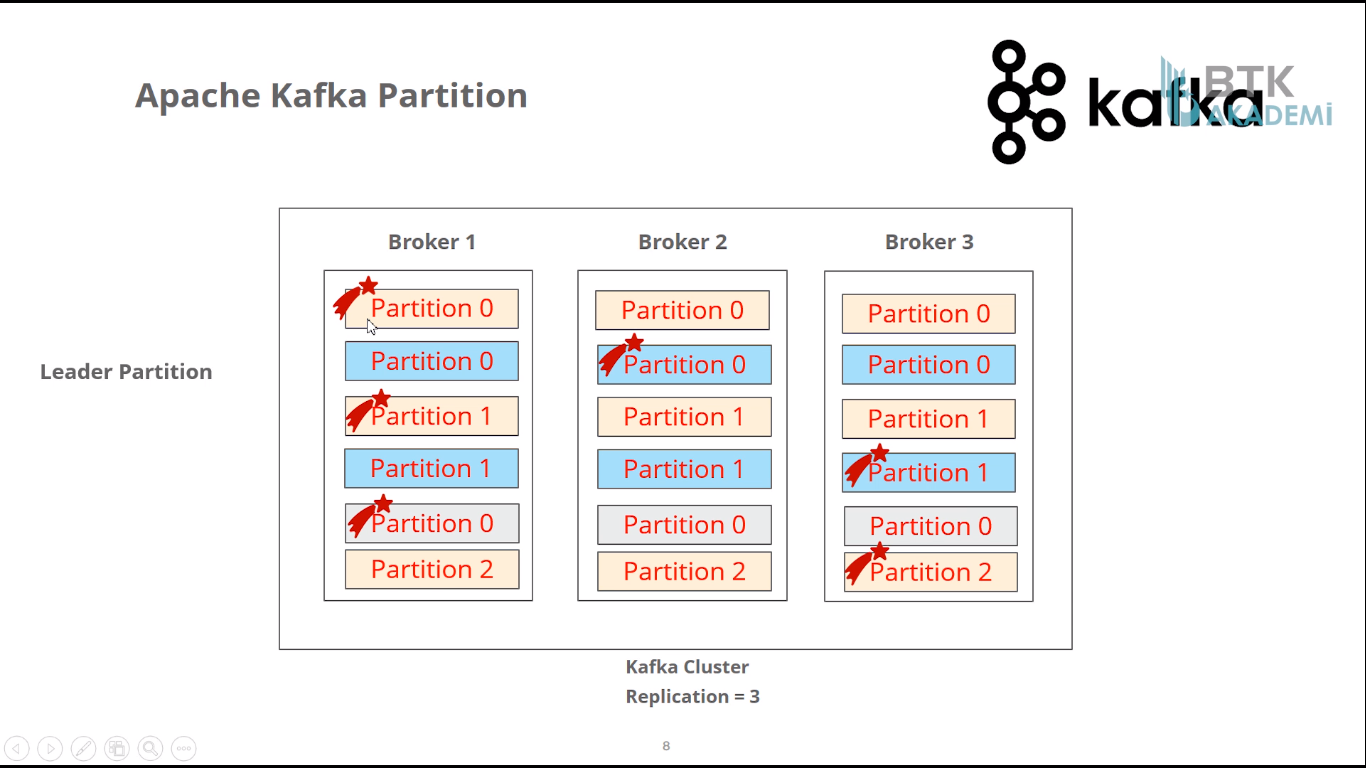 Apache Kafka Partition
kafka
BTK
AKADEMİ
Broker 1
Broker 2
Broker 3
Partition 0
Partition 0
Partition 0
Partition 0
Partition 0
Partition 0
Leader Partition
Partition 1
Partition 1
Partition 1
Partition 1
Partition 1
Partition 1
Partition 0
Partition 0
Partition 0
Partition 2
Partition 2
Partition 2
Kafka Cluster
Replication = 3
8